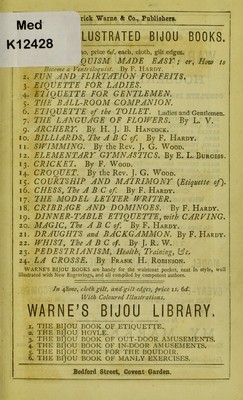 Med
K12428
rick Warne & Co., Publishers.
LLUSTRATED BIJOU BOOKS.
mo, price 6d. each, cloth, gilt edges.
QUISM MADE EASY; or, How to
Become a Ventriloquist. By F. HARDY.
2. FUN AND FLIRTATION FORFEITS.
3. ETIQUETTE FOR LADIES.
4. ETIQUETTE FOR GENTLEMEN.
5. THE BALL-ROOM COMPANION.
6. ETIQUETTE of the TOILET. Ladies and Gentlemen.
7. THE LANGUAGE OF FLOWERS. By L. V.
9. ARCHERY. By H. J. B. HANCOCK.
10. BILLIARDS, The A B C of. By F. HARDY.
11. SWIMMING. By the Rev. J. G. WOOD.
12. ELEMENTARY GYMNASTICS. By E. L. BURGESS.
13. CRICKET. By F. WOOD.
14. CROQUET. By the Rev. J. G. WOOD.
15. COURTSHIP AND MATRIMONY (Etiquette of).
16. CHESS, The A B C of. By F. HARDY.
17. THE MODEL LETTER WRITER.
18. CRIBBAGE AND DOMINOES. By F. HARDY.
19. DINNER-TABLE ETIQUETTE, with CARVING.
20. MAGIC, The A B C of. By F. HARDY.
21. DRAUGHTS and BACKGAMMON. By F. HARDY.
22. WHIST, The A B C of. By J. R. W.
23. PEDESTRIANISM, Health, Training, &c.
24. LA CROSSE. By FRANK H. ROBINSON.
WARNE'S BIJOU BOOKS are handy for the waistcoat pocket, neat in style, well
illustrated with New Engravings, and all compiled by competent authors.
In 48mo, cloth gilt, and gilt edges, price 1s. 6d.
With Coloured Illustrations.
WARNE'S BIJOU LIBRARY.
1. THE BIJOU BOOK OF ETIQUETTE.
2. THE BIJOU HOYLE.
3. THE BIJOU BOOK OF OUT-DOOR AMUSEMENTS.
4. THE BIJOU BOOK OF IN-DOOR AMUSEMENTS.
5. THE BIJOU BOOK FOR THE BOUDOIR.
6. THE BIJOU BOOK OF MANLY EXERCISES.
Bedford Street, Covent Garden.